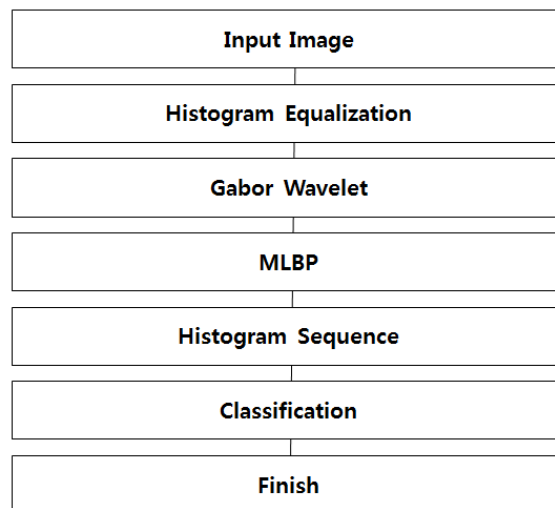 Input Image
Histogram Equalization
Gabor Wavelet
MLBP
Histogram Sequence
Classification
Finish